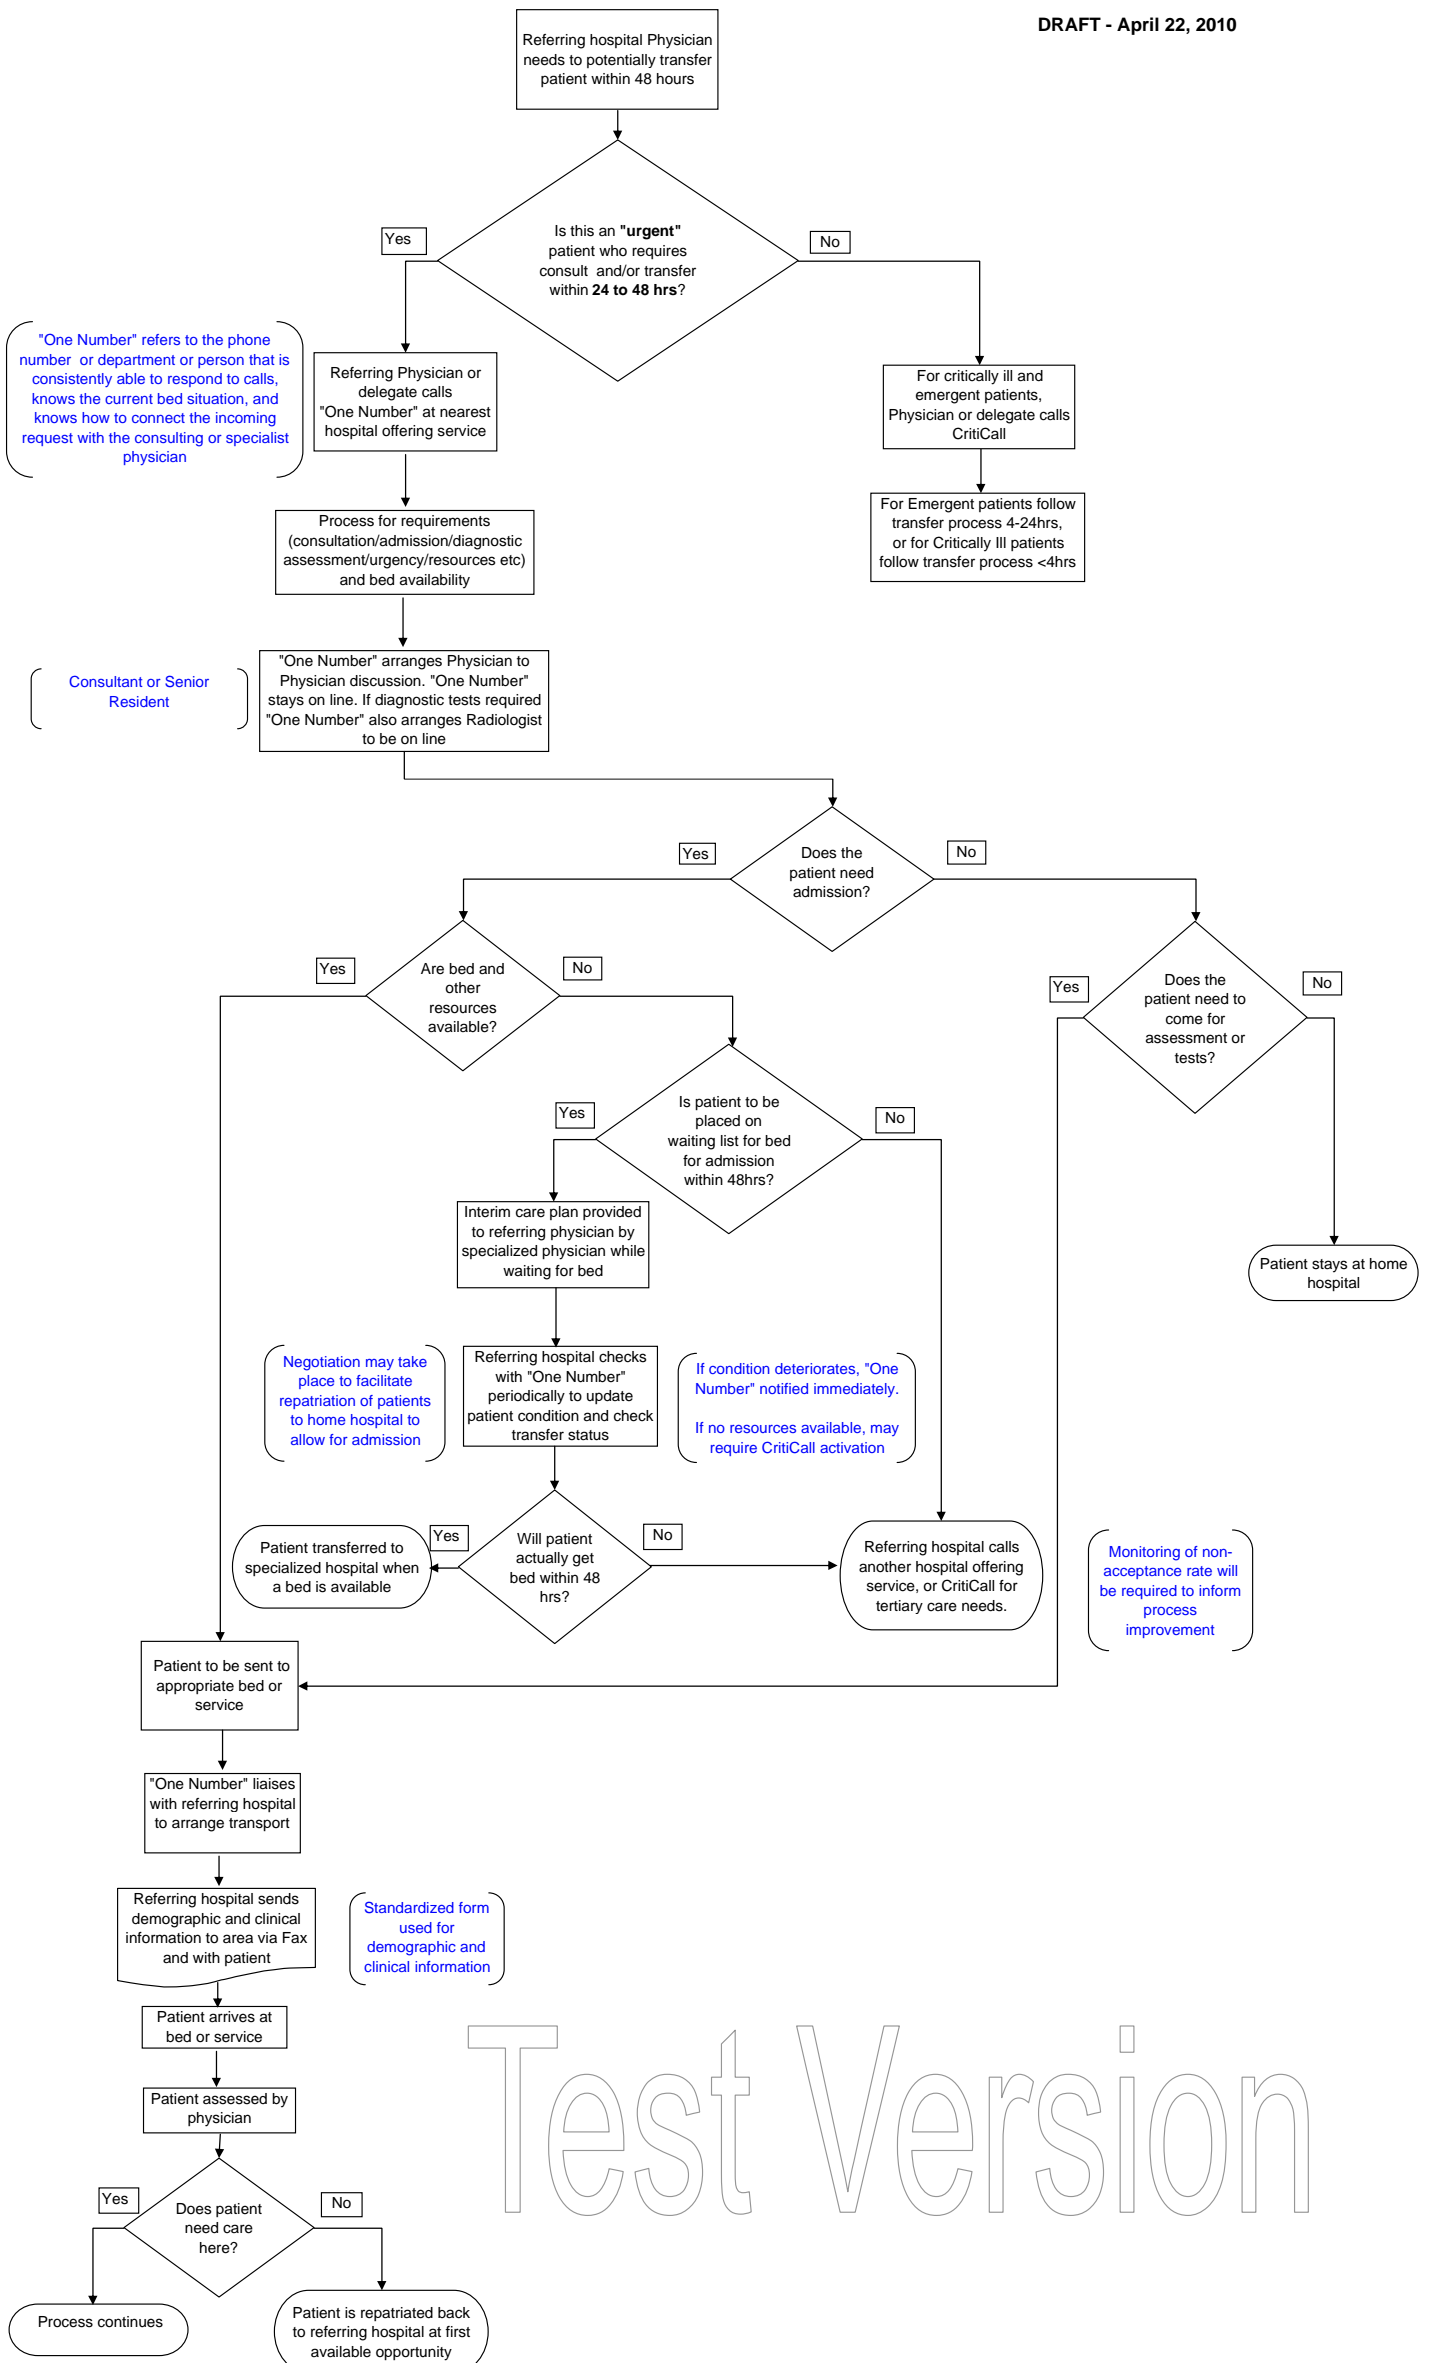 DRAFT - April 22, 2010
Referring hospital Physician
needs to potentially transfer
patient within 48 hours
Is this an "urgent"
patient who requires
consult and/or transfer
within 24 to 48 hrs?
Yes
No
"One Number" refers to the phone
number or department or person that is
consistently able to respond to calls,
knows the current bed situation, and
knows how to connect the incoming
request with the consulting or specialist
physician
Referring Physician or
delegate calls
"One Number" at nearest
hospital offering service
For critically ill and
emergent patients,
Physician or delegate calls
CritiCall
For Emergent patients follow
transfer process 4-24hrs,
or for Critically Ill patients
follow transfer process <4hrs
Process for requirements
(consultation/admission/diagnostic
assessment/urgency/resources etc)
and bed availability
Consultant or Senior
Resident
"One Number" arranges Physician to
Physician discussion. "One Number"
stays on line. If diagnostic tests required
"One Number" also arranges Radiologist
to be on line
Does the
patient need
admission?
Yes
No
Are bed and
other
resources
available?
Yes
No
Does the
patient need to
come for
assessment or
tests?
Yes
No
Is patient to be
placed on
waiting list for bed
for admission
within 48hrs?
Yes
No
Interim care plan provided
to referring physician by
specialized physician while
waiting for bed
Patient stays at home
hospital
Negotiation may take
place to facilitate
repatriation of patients
to home hospital to
allow for admission
Referring hospital checks
with "One Number"
periodically to update
patient condition and check
transfer status
If condition deteriorates, "One
Number" notified immediately.
If no resources available, may
require CritiCall activation
Will patient
actually get
bed within 48
hrs?
Yes
No
Patient transferred to
specialized hospital when
a bed is available
Referring hospital calls
another hospital offering
service, or CritiCall for
tertiary care needs.
Monitoring of non-
acceptance rate will
be required to inform
process
improvement
Patient to be sent to
appropriate bed or
service
"One Number" liaises
with referring hospital
to arrange transport
Referring hospital sends
demographic and clinical
information to area via Fax
and with patient
Standardized form
used for
demographic and
clinical information
Patient arrives at
bed or service
Patient assessed by
physician
Test Version
Does patient
need care
here?
Yes
No
Process continues
Patient is repatriated back
to referring hospital at first
available opportunity